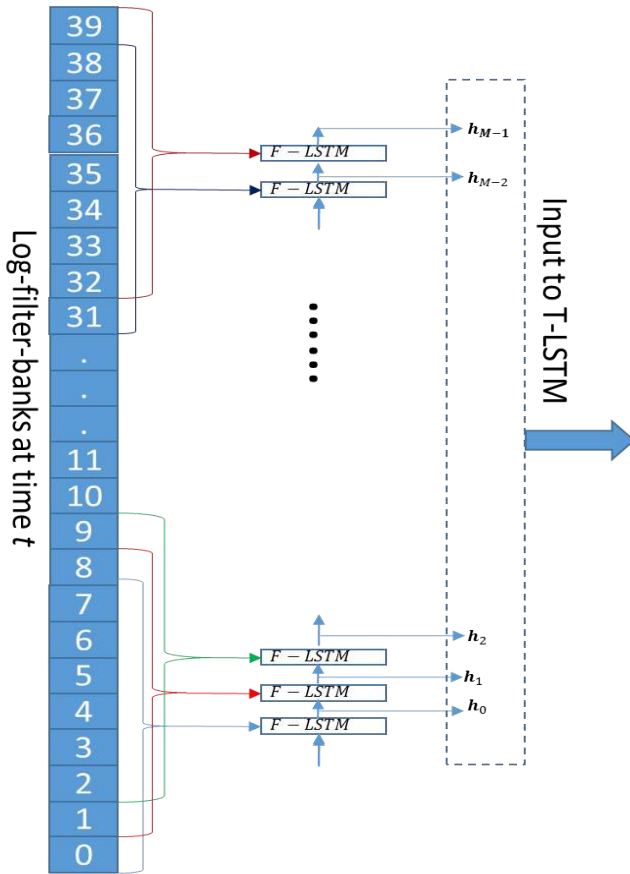 39
38
37
36
35
34
33
32
31
.
.
.
11
10
9
8
7
6
5
4
3
2
1
0
Log-filter-banks at time t
F − LSTM
F − LSTM
......
F − LSTM
F − LSTM
F − LSTM
h_{M−1}
h_{M−2}
h_2
h_1
h_0
Input to T-LSTM